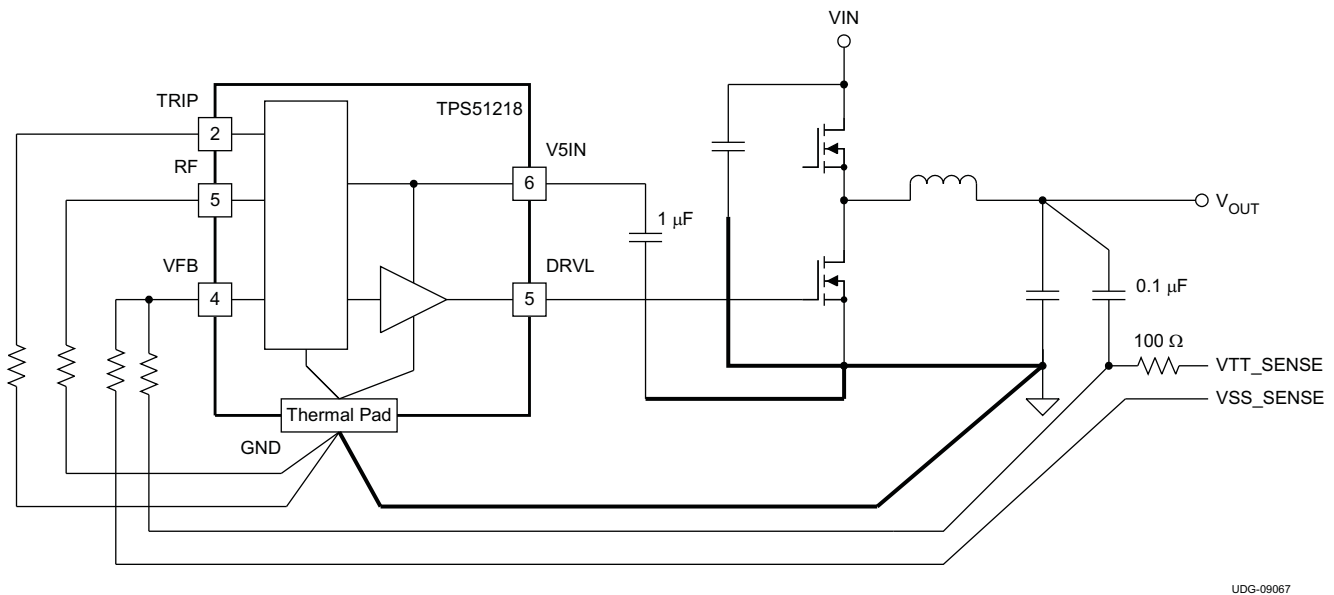 VIN
TRIP
TPS51218
2
RF
V5IN
5
6
1 μF
V_OUT
VFB
DRVL
4
5
0.1 μF
100 Ω
VTT_SENSE
VSS_SENSE
Thermal Pad
GND
UDG-09067